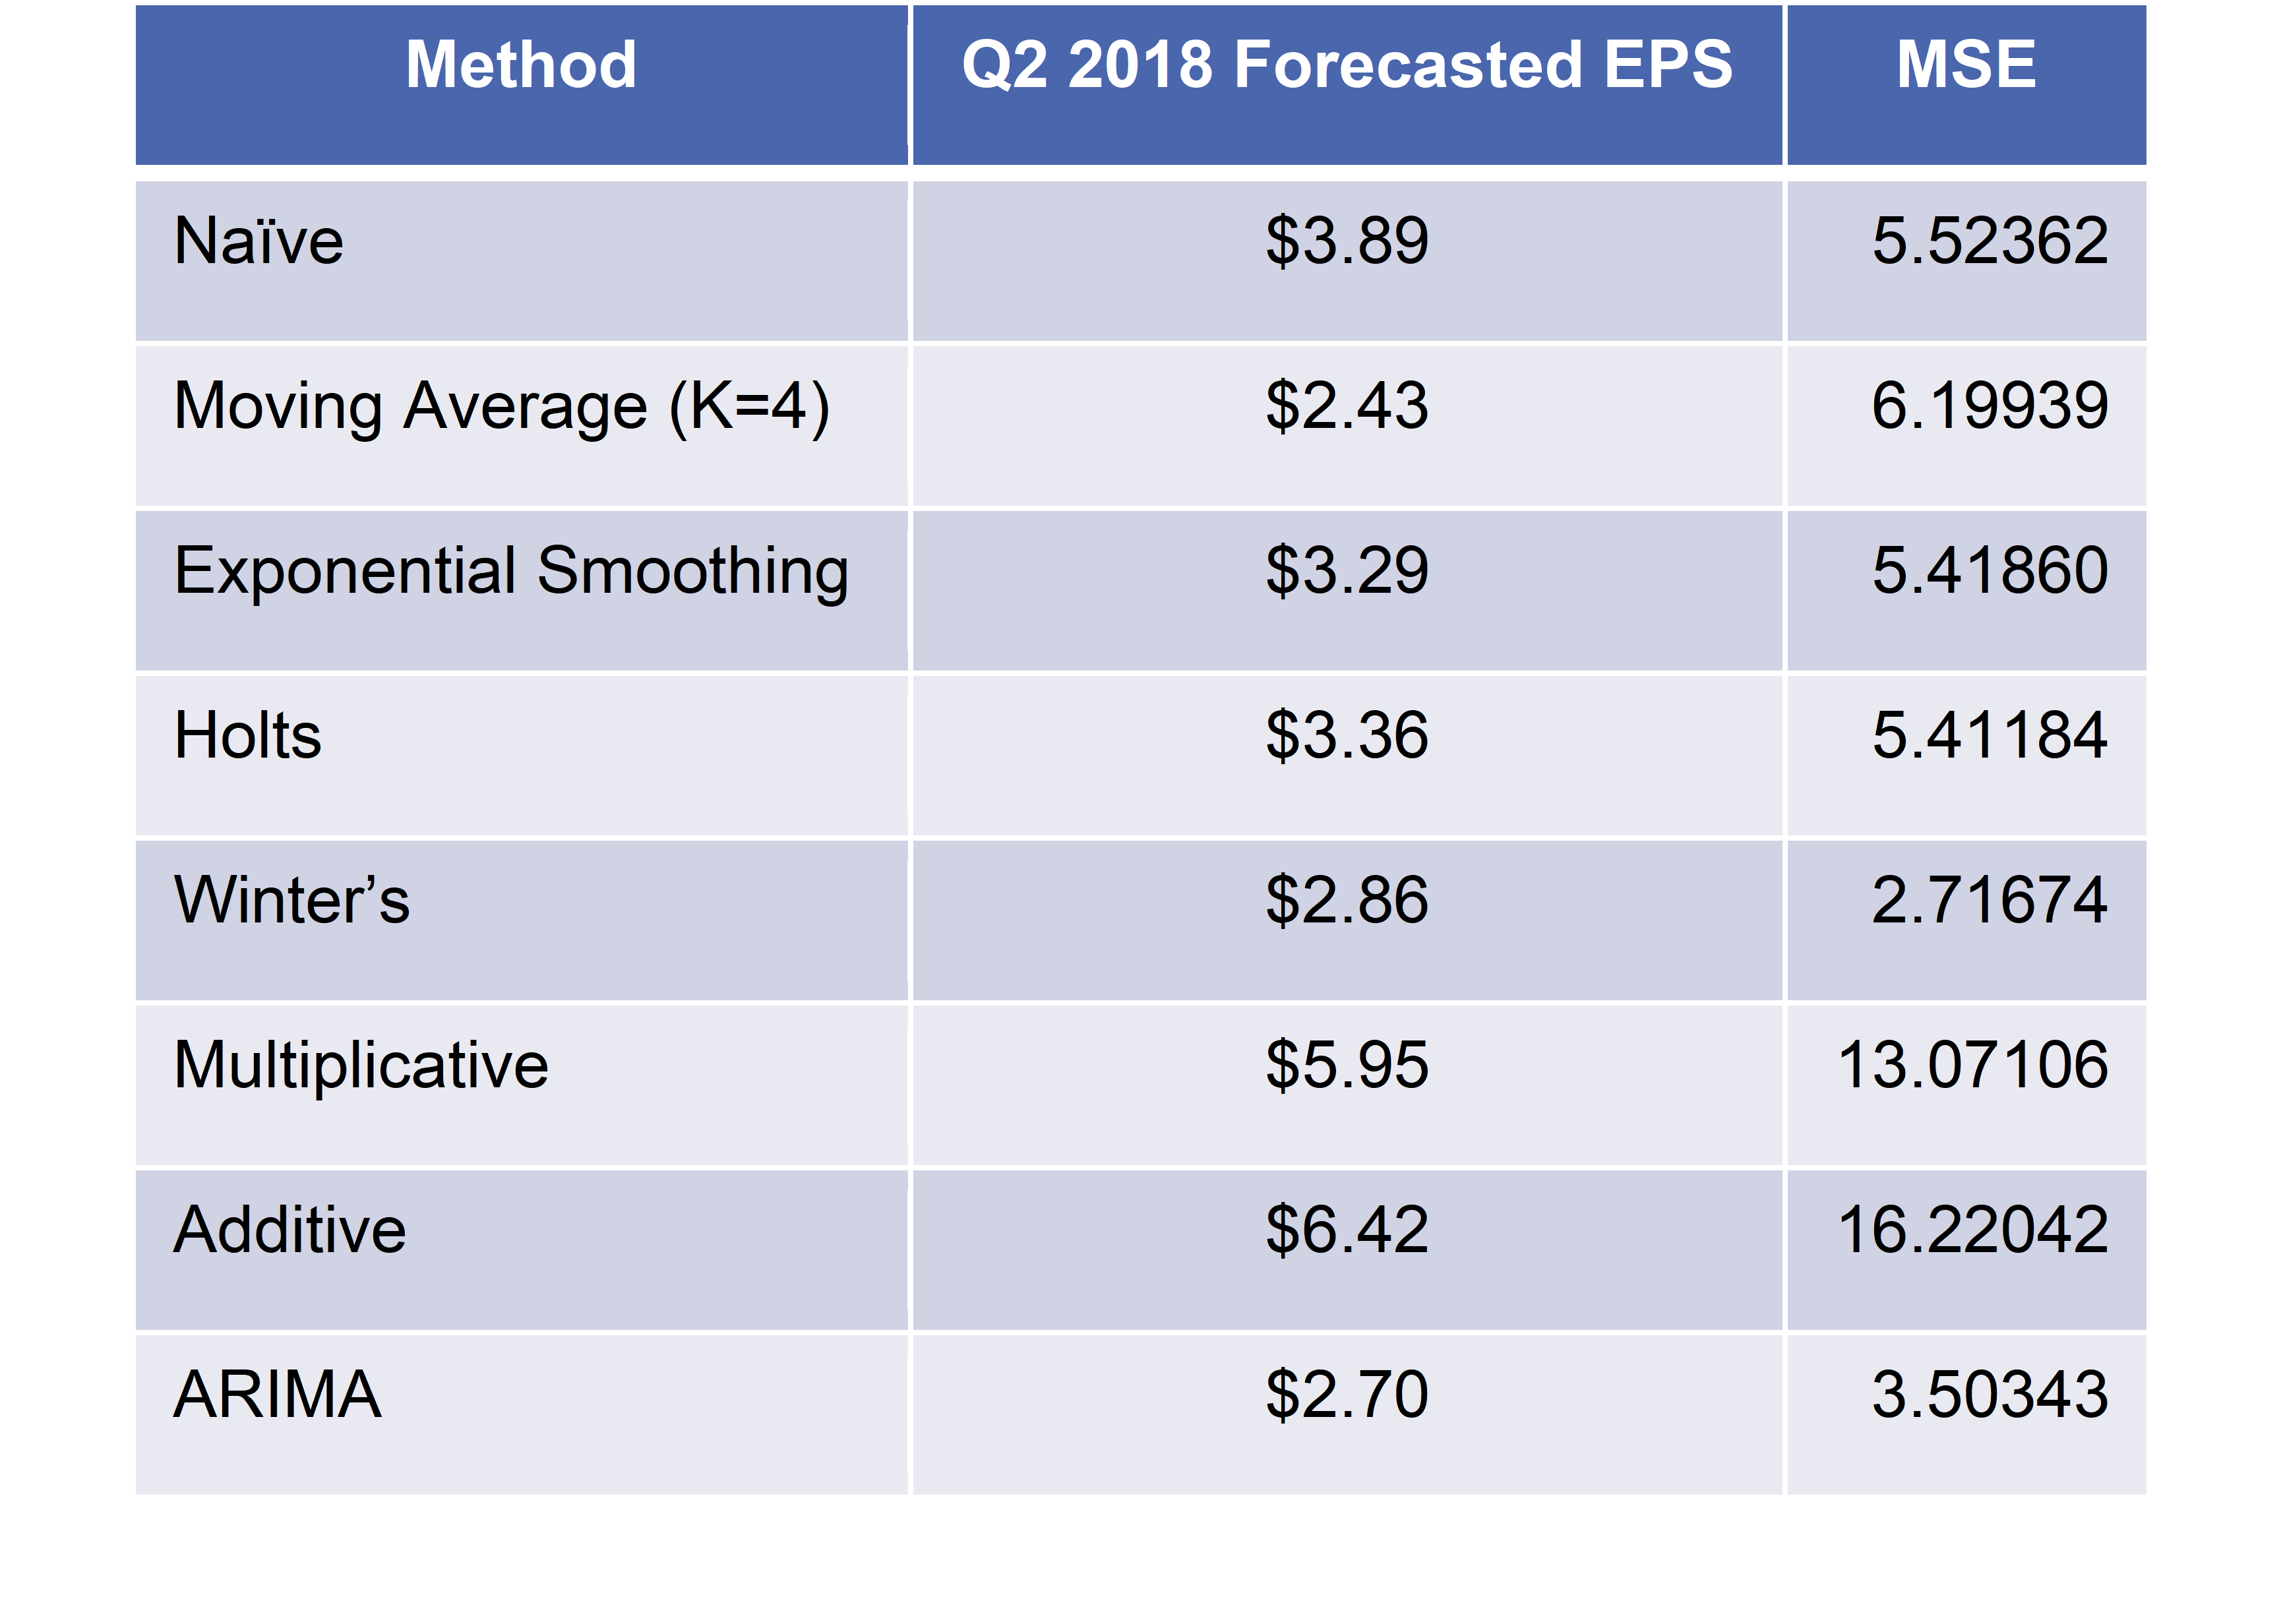 Method Q2 2018 Forecasted EPS MSE
Naïve $3.89 5.52362
Moving Average (K=4) $2.43 6.19939
Exponential Smoothing $3.29 5.41860
Holts $3.36 5.41184
Winter’s $2.86 2.71674
Multiplicative $5.95 13.07106
Additive $6.42 16.22042
ARIMA $2.70 3.50343